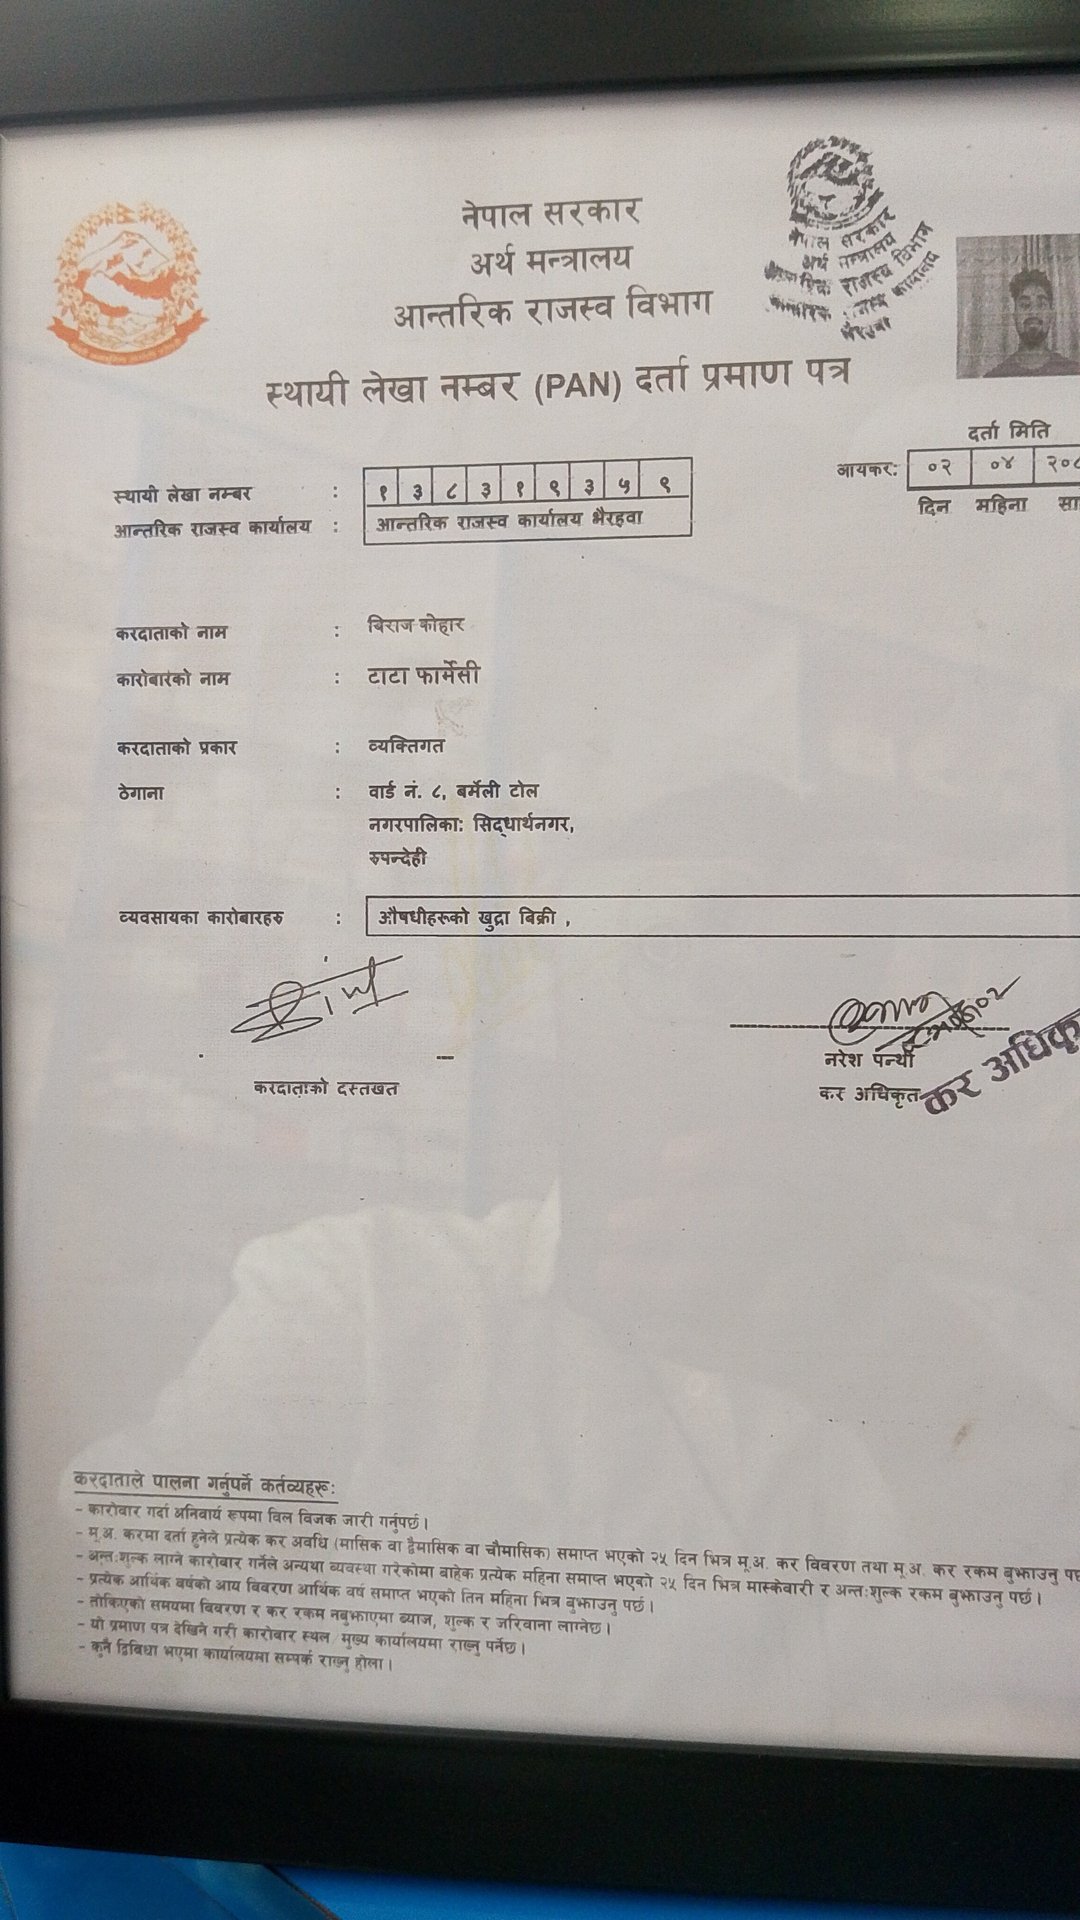 नेपाल सरकार
अर्थ मन्त्रालय
आन्तरिक राजस्व विभाग
स्थायी लेखा नम्बर (PAN) दर्ता प्रमाण पत्र
नेपाल सरकार
अर्थ मन्त्रालय
राजस्व विभाग
दर्ता मिति
आयकर: ०२ ०४
दिन महिना
स्थायी लेखा नम्बर : १ ३ ८ ३ १ ९ ३ ५ ९
आन्तरिक राजस्व कार्यालय : आन्तरिक राजस्व कार्यालय भैरहवा
करदाताको नाम : बिराज कोहार
कारोबारको नाम : टाटा फार्मेसी
करदाताको प्रकार : व्यक्तिगत
ठेगाना : वार्ड नं. ८, बर्मेली टोल
नगरपालिका: सिद्धार्थनगर,
रुपन्देही
व्यवसायका कारोबारहरु : औषधीहरूको खुद्रा बिक्री ,
करदाताको दस्तखत
नरेश पन्थी
कर अधिकृत
कर अधिकृ
करदाताले पालना गर्नुपर्ने कर्तव्यहरू:
- कारोवार गर्दा अनिवार्य रूपमा विल विजक जारी गर्नुपर्छ।
- मू.अ. करमा दर्ता हुनेले प्रत्येक कर अवधि (मासिक वा द्वैमासिक वा चौमासिक) समाप्त भएको २५ दिन भित्र मू.अ. कर विवरण तथा मू.अ. कर रकम बुझाउनु
- अन्त:शुल्क लाग्ने कारोबार गर्नेले अन्यथा ब्यवस्था गरेकोमा बाहेक प्रत्येक महिना समाप्त भएको २५ दिन भित्र मास्केवारी र अन्त:शुल्क रकम बुझाउनु पर्छ।
- प्रत्येक आर्थिक वर्षको आय विवरण आर्थिक वर्ष समाप्त भएको तिन महिना भित्र बुझाउनु पर्छ।
- तोकिएको समयमा विवरण र कर रकम नबुझाएमा ब्याज, शुल्क र जरिवाना लाग्नेछ।
- यो प्रमाण पत्र देखिने गरी कारोबार स्थल मुख्य कार्यालयमा राख्नु पर्नेछ।
- कुनै द्विबिधा भएमा कार्यालयमा सम्पर्क राख्नु होला।